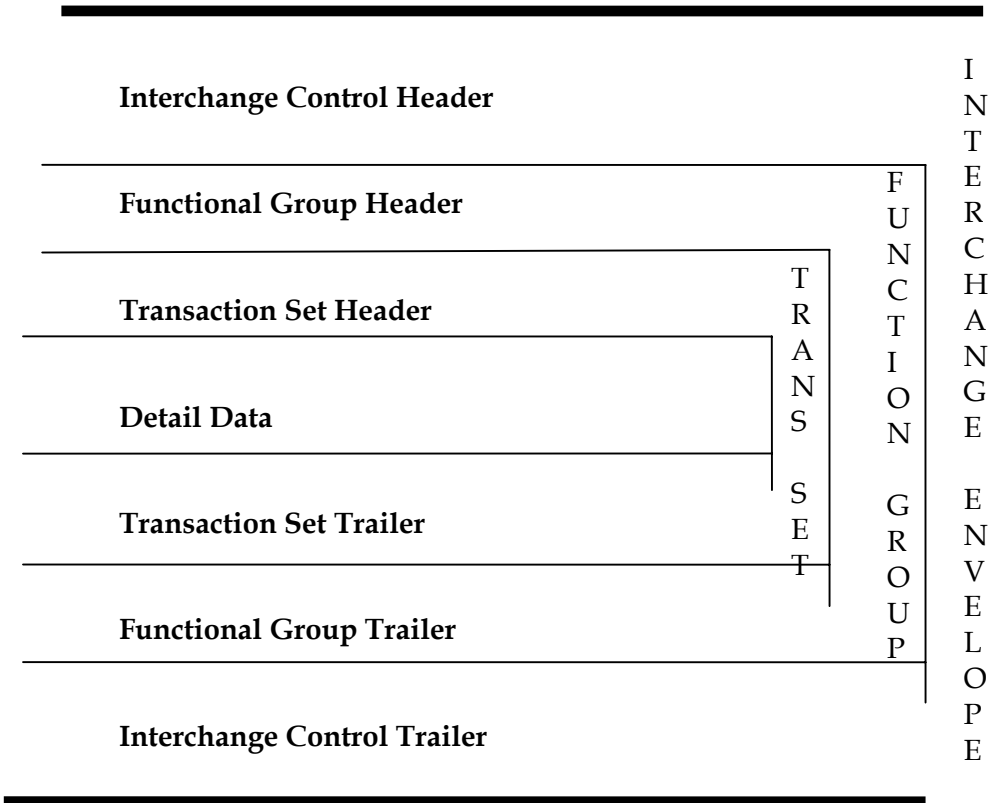 Interchange Control Header
Functional Group Header
Transaction Set Header
Detail Data
Transaction Set Trailer
Functional Group Trailer
Interchange Control Trailer
TRANS SET
FUNCTION GROUP
INTERCHANGE ENVELOPE